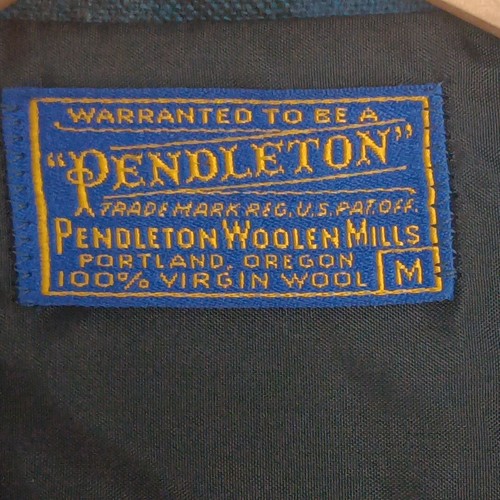 WARRANTED TO BE A
"PENDLETON"
TRADE MARK REG. U.S. PAT. OFF.
PENDLETON WOOLEN MILLS
PORTLAND, OREGON
100% VIRGIN WOOL M